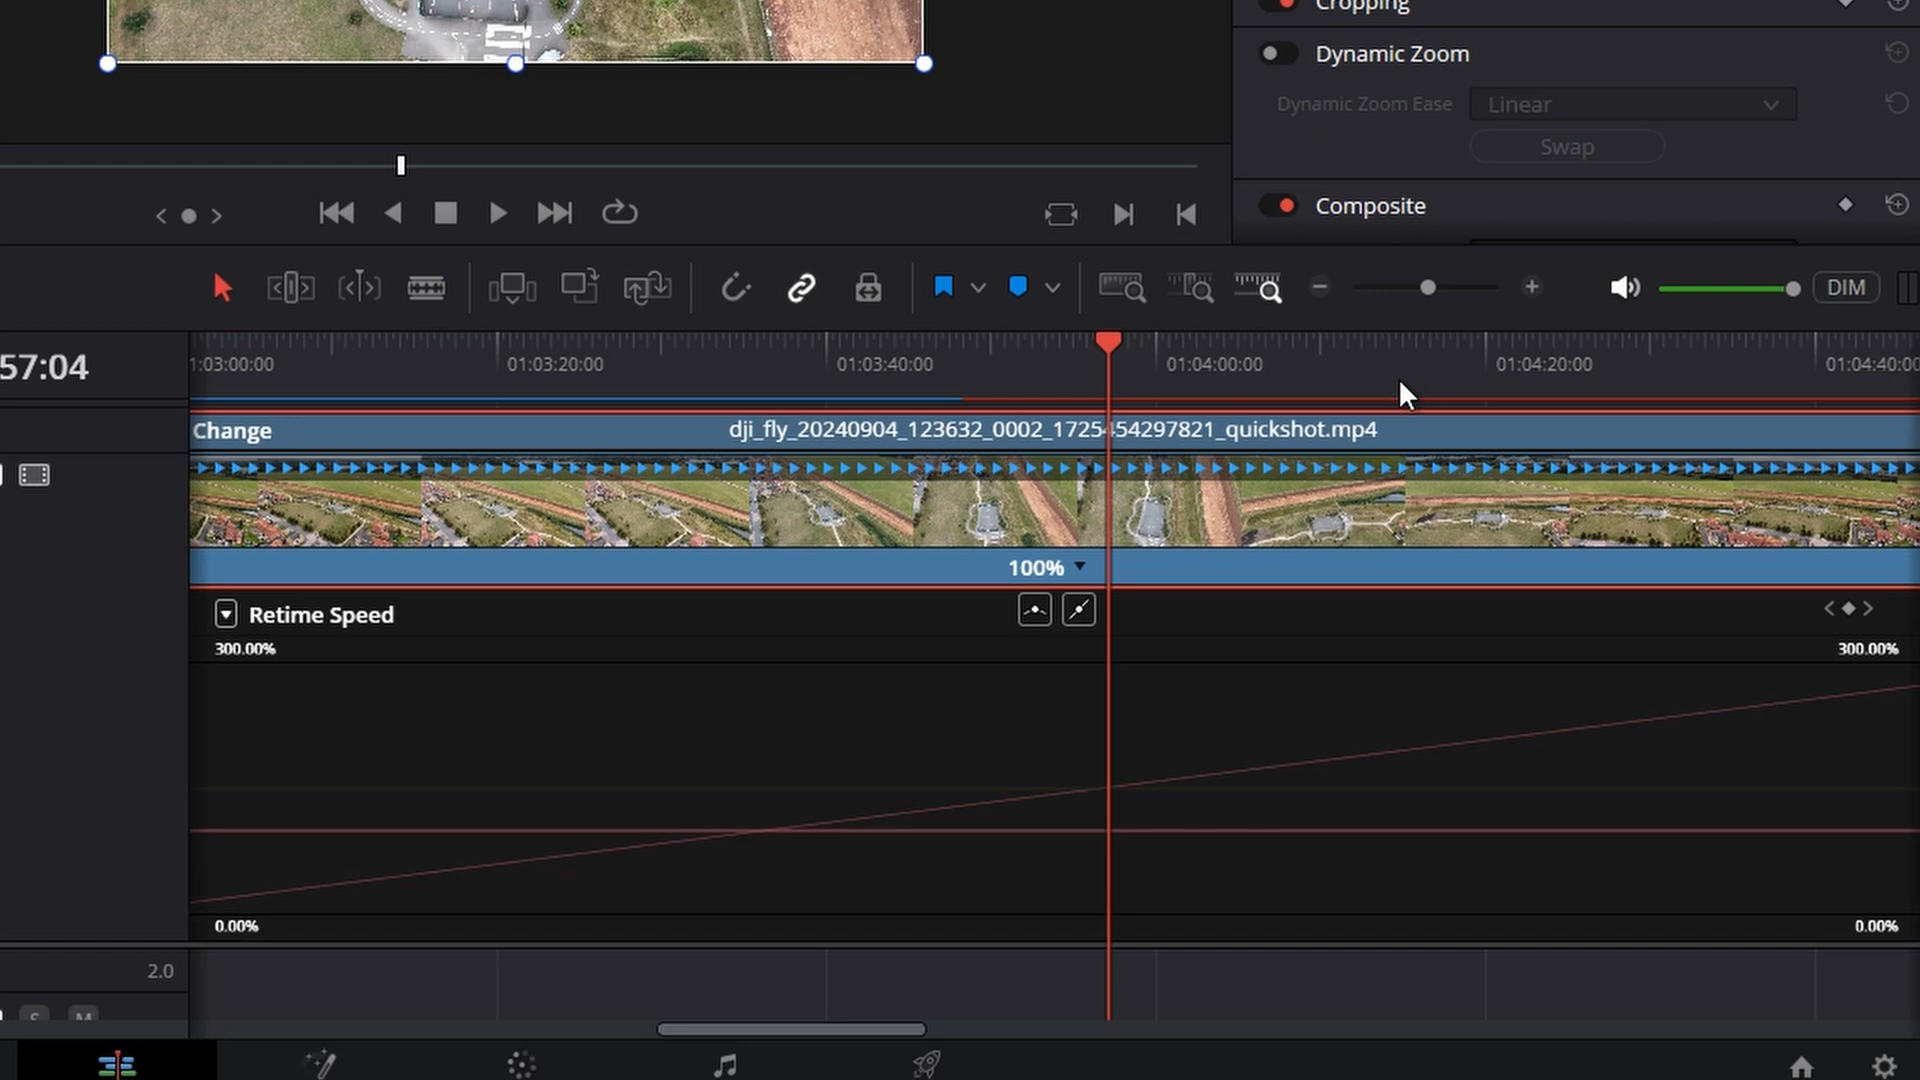 Cropping
Dynamic Zoom
Dynamic Zoom Ease Linear
Swap
Composite
DIM
57:04
1:03:00:00 01:03:20:00 01:03:40:00 01:04:00:00 01:04:20:00 01:04:40:00
Change dji_fly_20240904_123632_0002_1725454297821_quickshot.mp4
100%
Retime Speed
300.00% 300.00%
0.00% 0.00%
2.0
S M